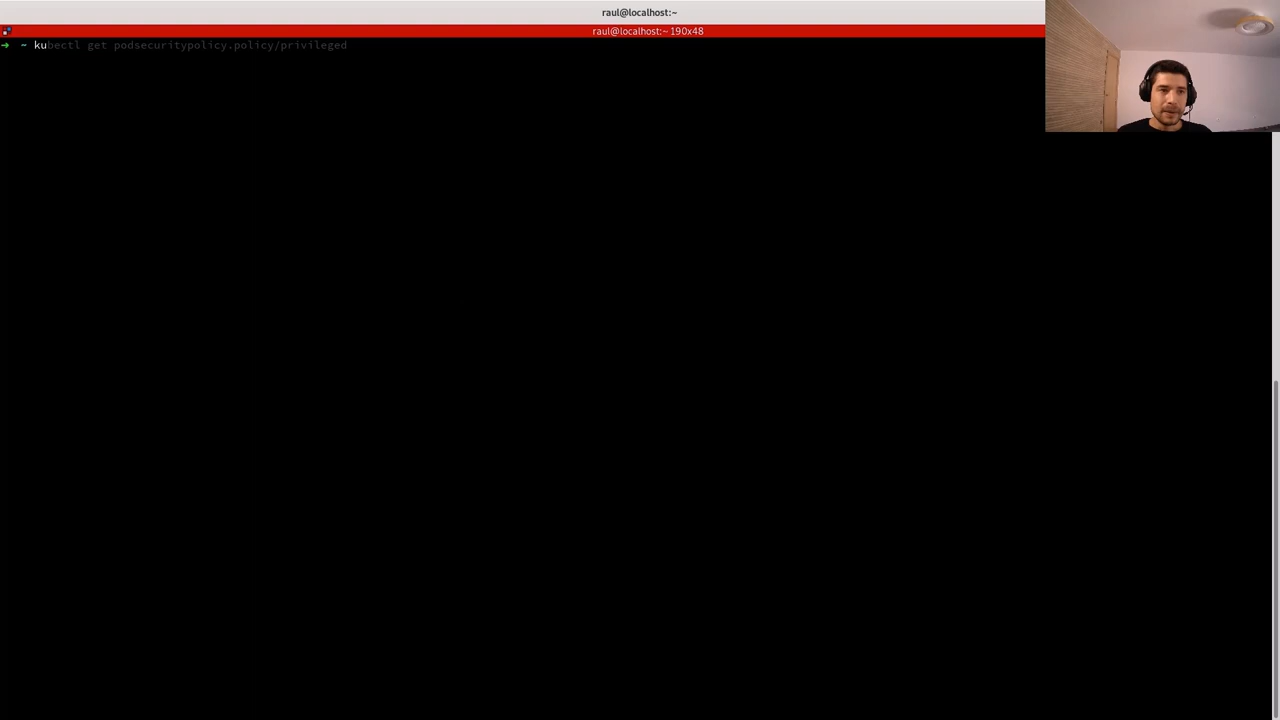 raul@localhost:~
raul@localhost:~ 190x48
➜ ~ kubectl get podsecuritypolicy.policy/privileged